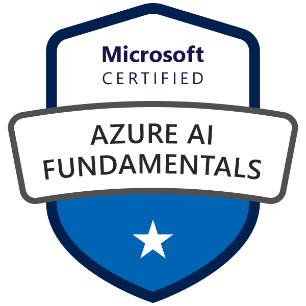 Microsoft
CERTIFIED
AZURE AI
FUNDAMENTALS